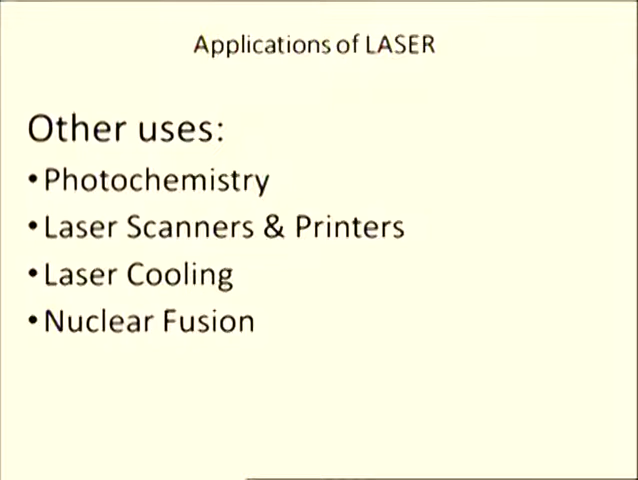 Applications of LASER
Other uses:
•Photochemistry
•Laser Scanners & Printers
•Laser Cooling
•Nuclear Fusion